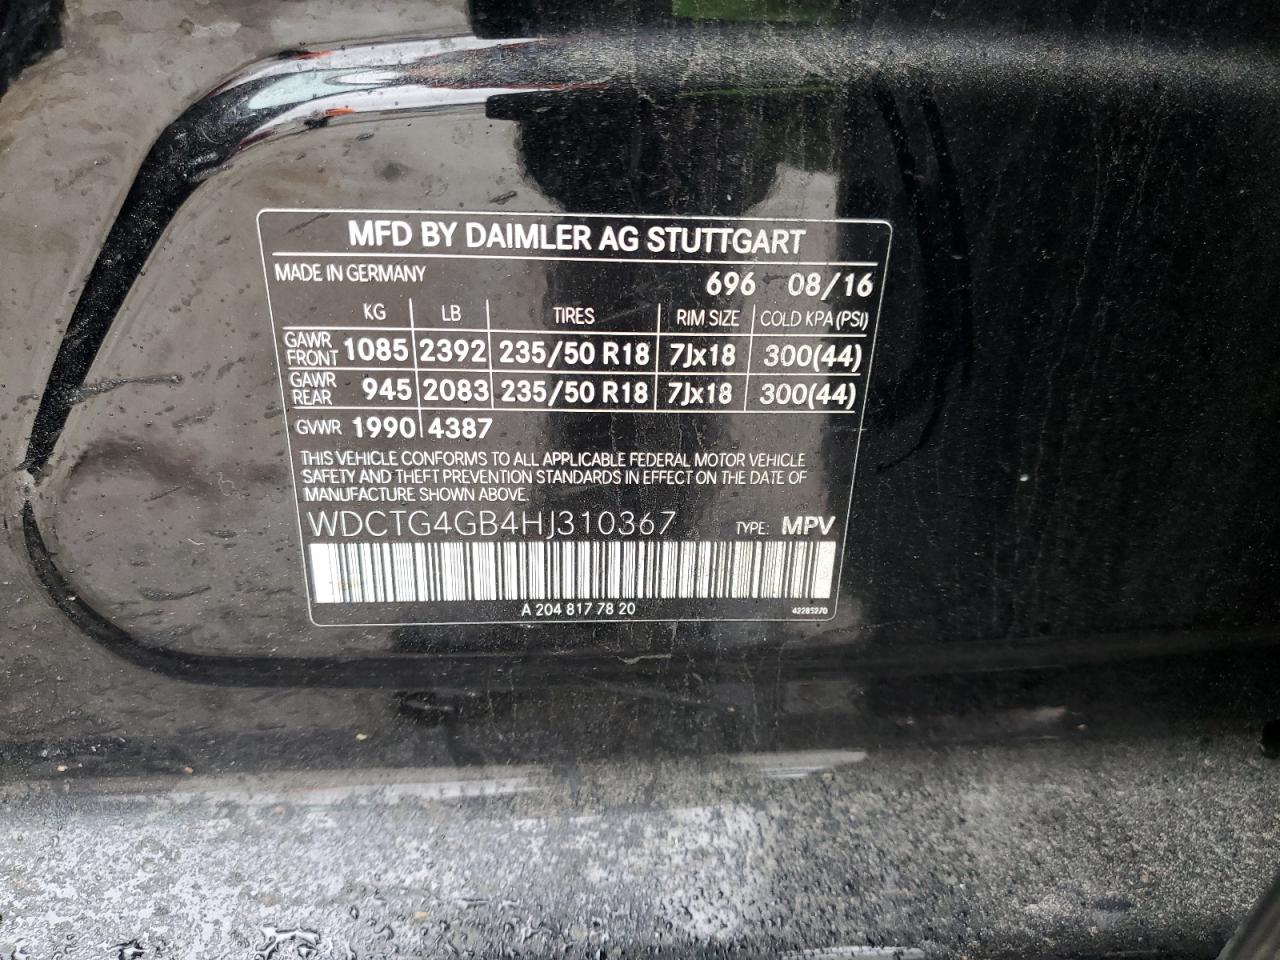 MFD BY DAIMLER AG STUTTGART
MADE IN GERMANY 696 08/16
KG LB TIRES RIM SIZE COLD KPA (PSI)
GAWR FRONT 1085 2392 235/50 R18 7Jx18 300(44)
GAWR REAR 945 2083 235/50 R18 7Jx18 300(44)
GVWR 1990 4387
THIS VEHICLE CONFORMS TO ALL APPLICABLE FEDERAL MOTOR VEHICLE
SAFETY AND THEFT PREVENTION STANDARDS IN EFFECT ON THE DATE OF
MANUFACTURE SHOWN ABOVE.
WDCTG4GB4HJ310367 TYPE: MPV
A 204 817 78 20 42285270